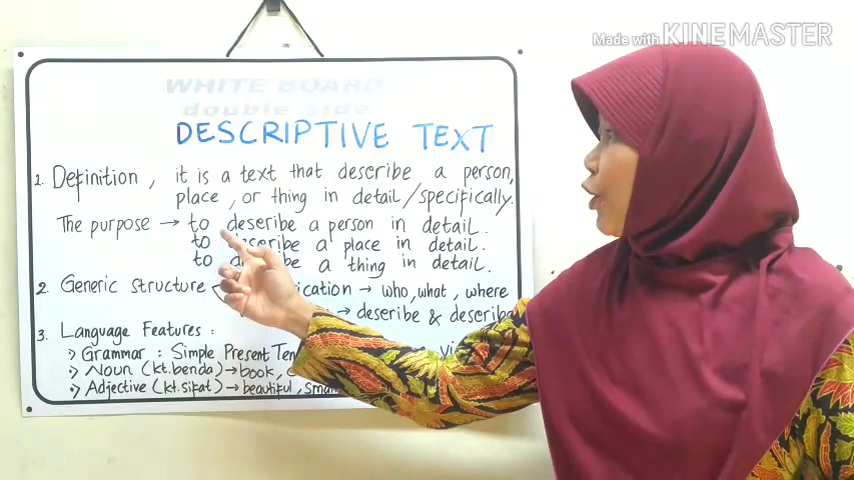 Made with KINEMASTER
WHITE BOARD
double side
DESCRIPTIVE TEXT
1. Definition, it is a text that describe a person,
place, or thing in detail/specifically.
The purpose → to describe a person in detail.
to describe a place in detail.
to be a thing in detail.
2. Generic structure → who, what, where
→ describe &
3. Language Features :
Grammar : Simple Present
Noun (kt.benda) → book,
Adjective (kt.sifat) → beautiful,